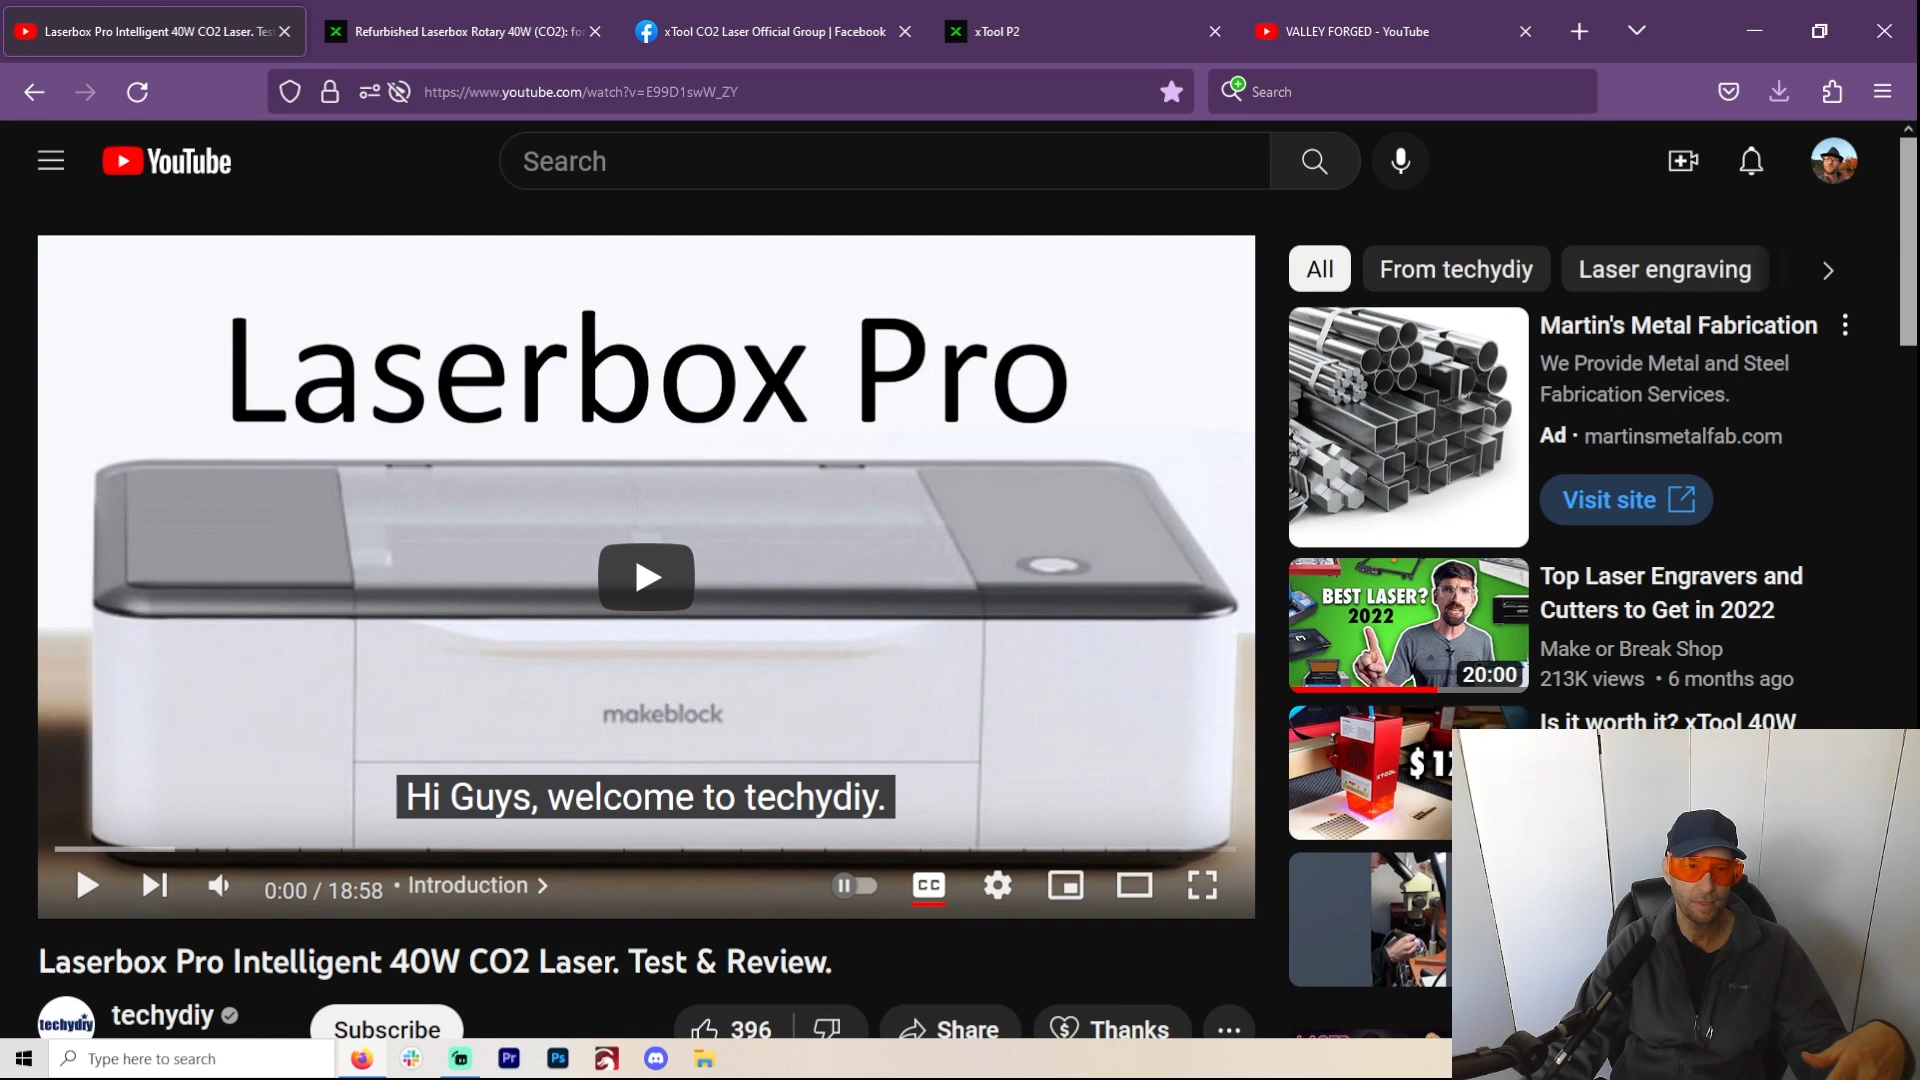 Laserbox Pro Intelligent 40W CO2 Laser. Tes
Refurbished Laserbox Rotary 40W (CO2): fo
xTool CO2 Laser Official Group | Facebook
xTool P2
VALLEY FORGED - YouTube
https://www.youtube.com/watch?v=E99D1swW_ZY
Search
YouTube
Search
All
From techydiy
Laser engraving
Laserbox Pro
makeblock
Hi Guys, welcome to techydiy.
0:00 / 18:58 • Introduction
CC
Martin's Metal Fabrication
We Provide Metal and Steel
Fabrication Services.
Ad · martinsmetalfab.com
Visit site
BEST LASER?
2022
20:00
Top Laser Engravers and
Cutters to Get in 2022
Make or Break Shop
213K views • 6 months ago
Is it worth it? xTool 40W
XTOOL
Laserbox Pro Intelligent 40W CO2 Laser. Test & Review.
techydiy
techydiy
Subscribe
396
Share
Thanks
Type here to search
Pr
Ps